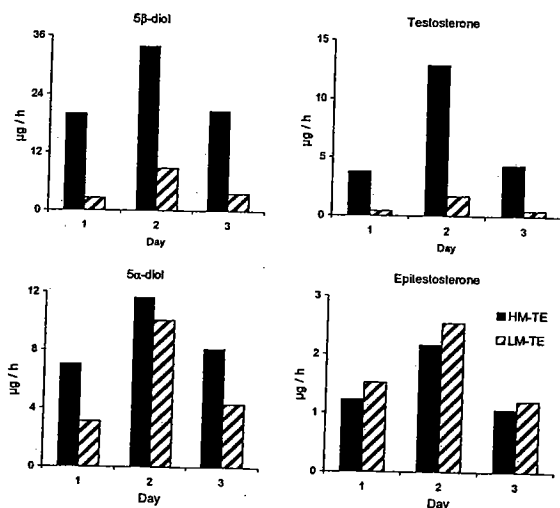 5β-diol
36
24
12
0
µg / h
1 2 3
Day
Testosterone
15
10
5
0
µg / h
1 2 3
Day
5α-diol
12
8
4
0
µg / h
1 2 3
Day
Epitestosterone
3
2
1
0
µg / h
HM-TE
LM-TE
1 2 3
Day